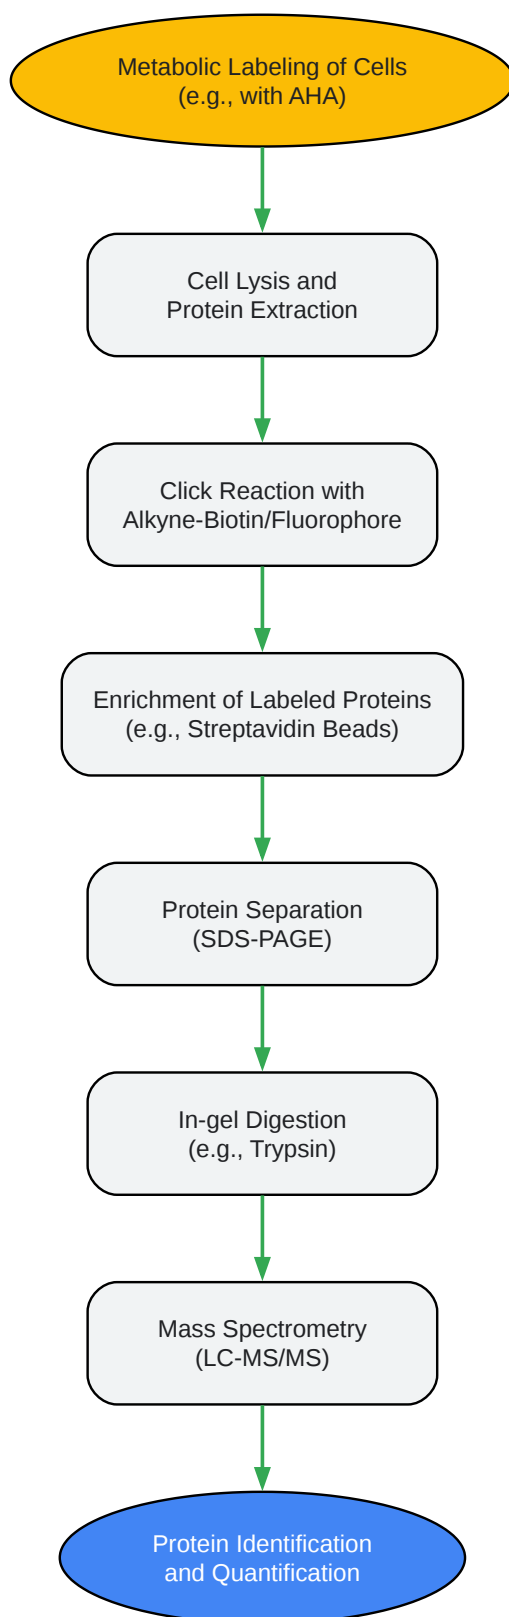 Metabolic Labeling of Cells
(e.g., with AHA)
Cell Lysis and
Protein Extraction
Click Reaction with
Alkyne-Biotin/Fluorophore
Enrichment of Labeled Proteins
(e.g., Streptavidin Beads)
Protein Separation
(SDS-PAGE)
In-gel Digestion
(e.g., Trypsin)
Mass Spectrometry
(LC-MS/MS)
Protein Identification
and Quantification